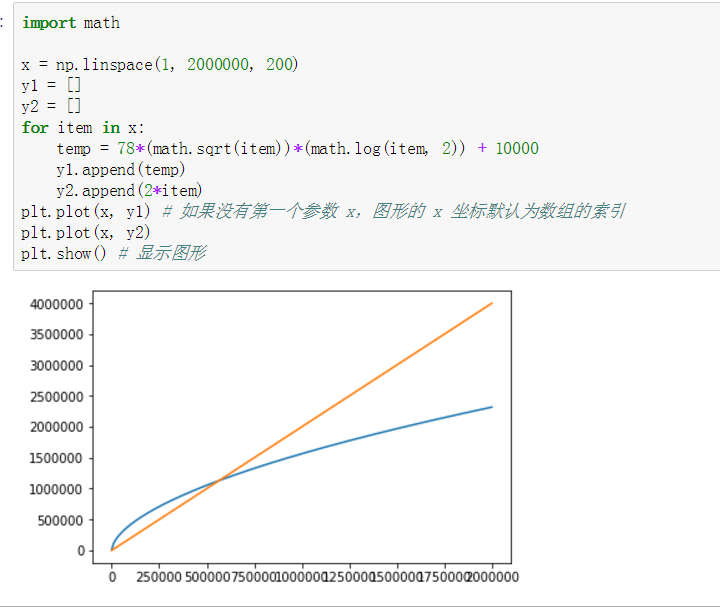 :
import math
x = np.linspace(1, 2000000, 200)
y1 = []
y2 = []
for item in x:
    temp = 78*(math.sqrt(item))*(math.log(item, 2)) + 10000
    y1.append(temp)
    y2.append(2*item)
plt.plot(x, y1) # 如果没有第一个参数 x，图形的 x 坐标默认为数组的索引
plt.plot(x, y2)
plt.show() # 显示图形
4000000
3500000
3000000
2500000
2000000
1500000
1000000
500000
0
0 250000 500000 750000 1000000 1250000 1500000 1750000 2000000